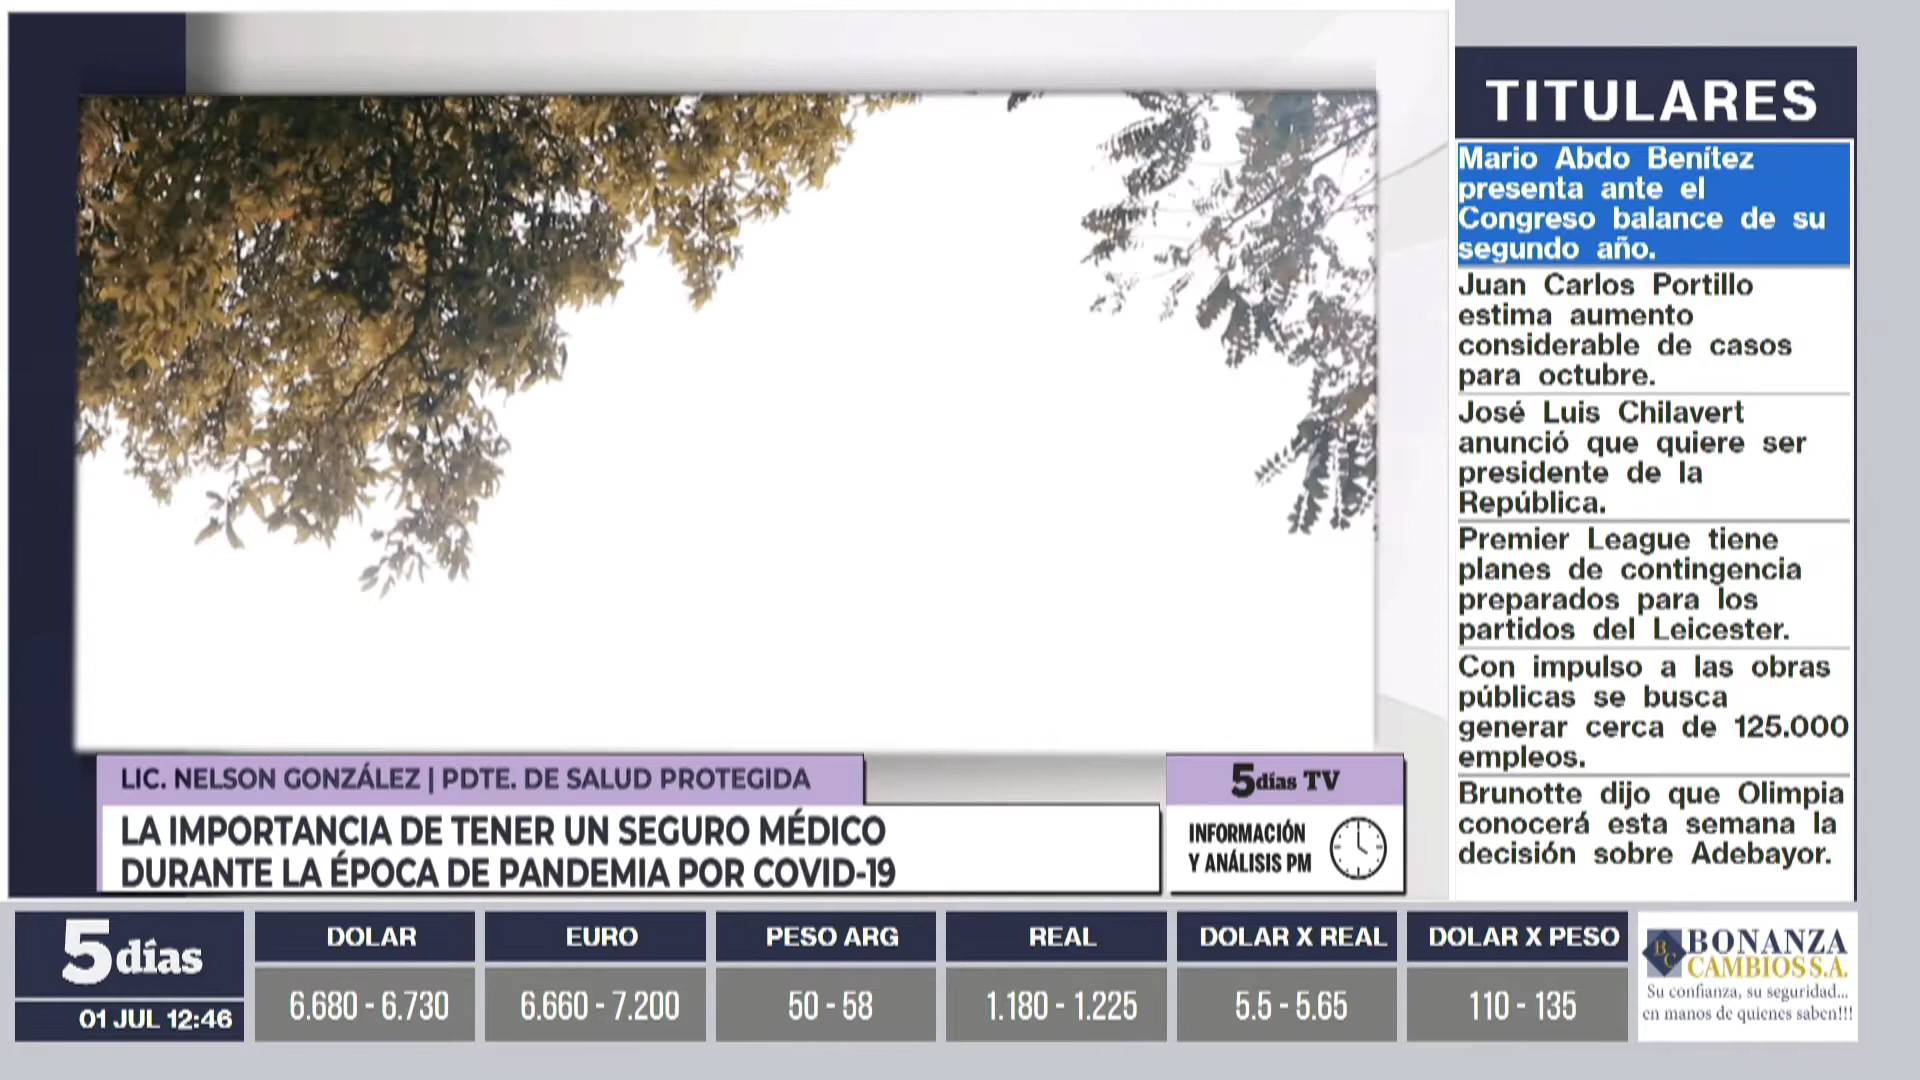 TITULARES
Mario Abdo Benítez
presenta ante el
Congreso balance de su
segundo año.
Juan Carlos Portillo
estima aumento
considerable de casos
para octubre.
José Luis Chilavert
anunció que quiere ser
presidente de la
República.
Premier League tiene
planes de contingencia
preparados para los
partidos del Leicester.
Con impulso a las obras
públicas se busca
generar cerca de 125.000
empleos.
Brunotte dijo que Olimpia
conocerá esta semana la
decisión sobre Adebayor.
LIC. NELSON GONZÁLEZ | PDTE. DE SALUD PROTEGIDA
LA IMPORTANCIA DE TENER UN SEGURO MÉDICO
DURANTE LA ÉPOCA DE PANDEMIA POR COVID-19
5días TV
INFORMACIÓN
Y ANÁLISIS PM
5días
01 JUL 12:46
DOLAR
6.680 - 6.730
EURO
6.660 - 7.200
PESO ARG
50 - 58
REAL
1.180 - 1.225
DOLAR X REAL
5.5 - 5.65
DOLAR X PESO
110 - 135
BC
BONANZA
CAMBIOS S.A.
Su confianza, su seguridad...
en manos de quienes saben!!!